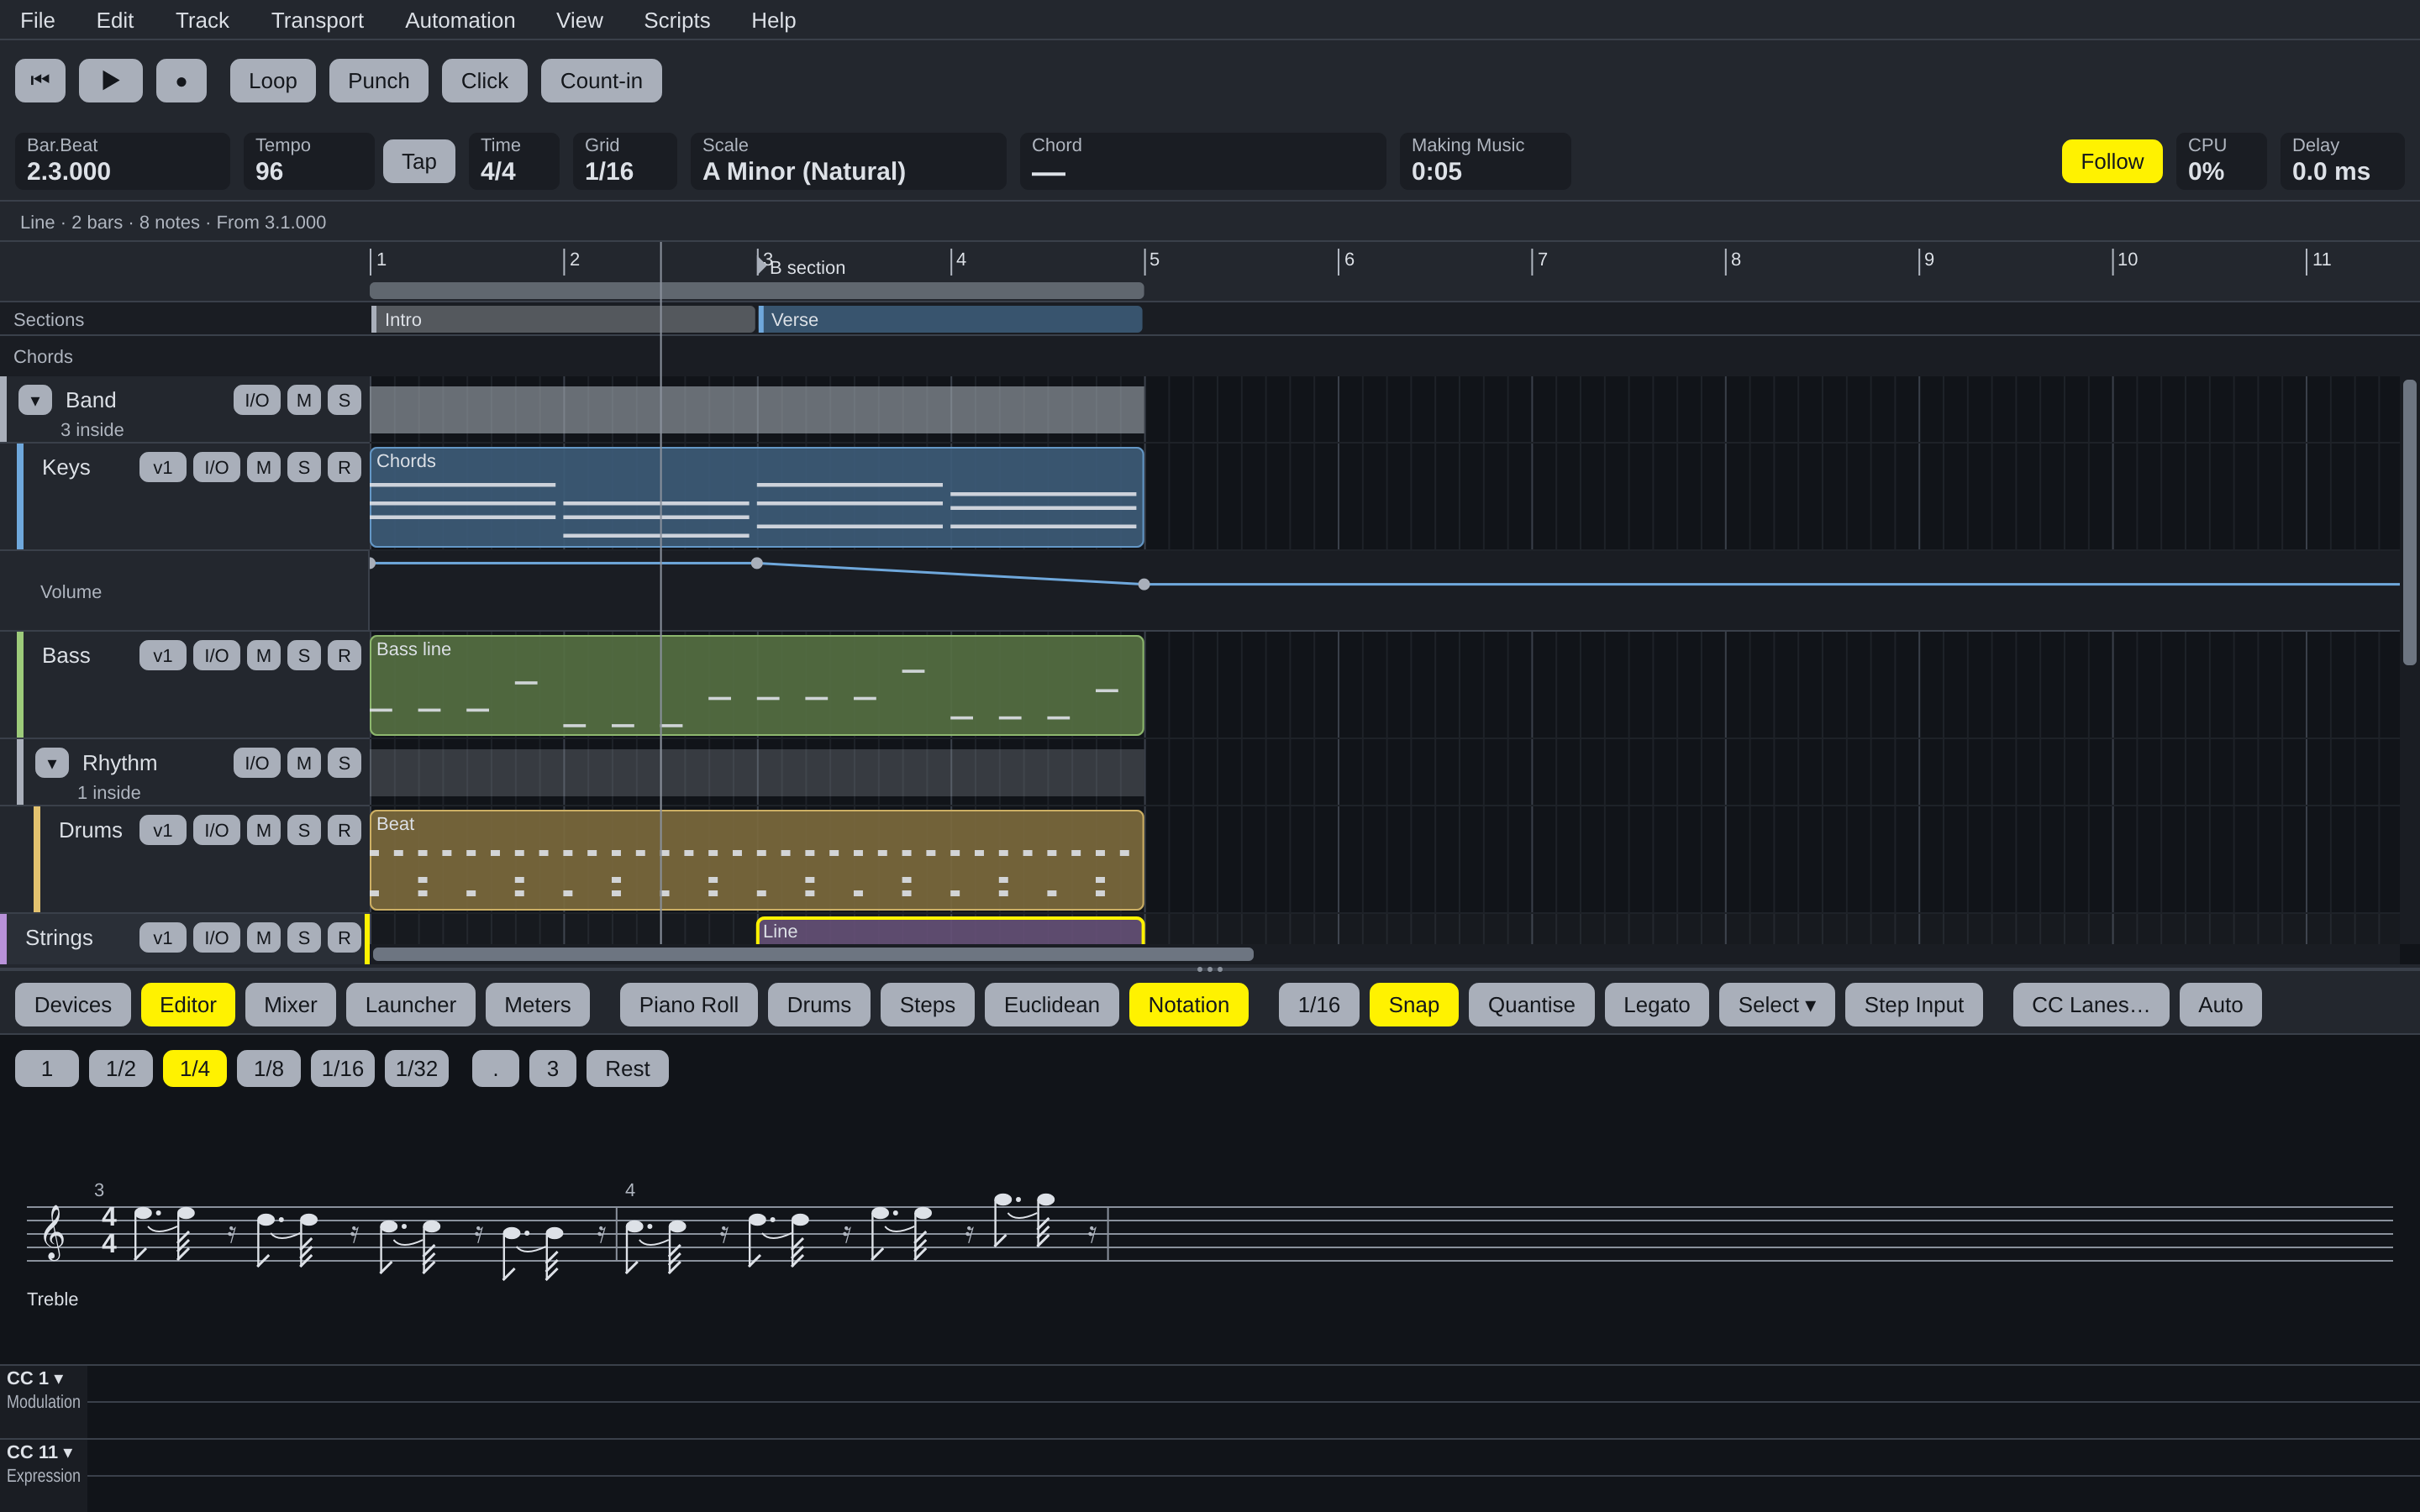 File Edit Track Transport Automation View Scripts Help
Loop Punch Click Count-in
Bar.Beat Tempo Time Grid Scale Chord Making Music CPU Delay
2.3.000 96 Tap 4/4 1/16 A Minor (Natural) — 0:05 Follow 0% 0.0 ms
Line · 2 bars · 8 notes · From 3.1.000
1 2 3 4 5 6 7 8 9 10 11
B section
Sections Intro Verse
Chords
Band I/O M S
3 inside
Keys v1 I/O M S R Chords
Volume
Bass v1 I/O M S R Bass line
Rhythm I/O M S
1 inside
Drums v1 I/O M S R Beat
Strings v1 I/O M S R Line
Devices Editor Mixer Launcher Meters Piano Roll Drums Steps Euclidean Notation 1/16 Snap Quantise Legato Select ▾ Step Input CC Lanes… Auto
1 1/2 1/4 1/8 1/16 1/32 . 3 Rest
3 4
4
4
Treble
CC 1 ▾
Modulation
CC 11 ▾
Expression